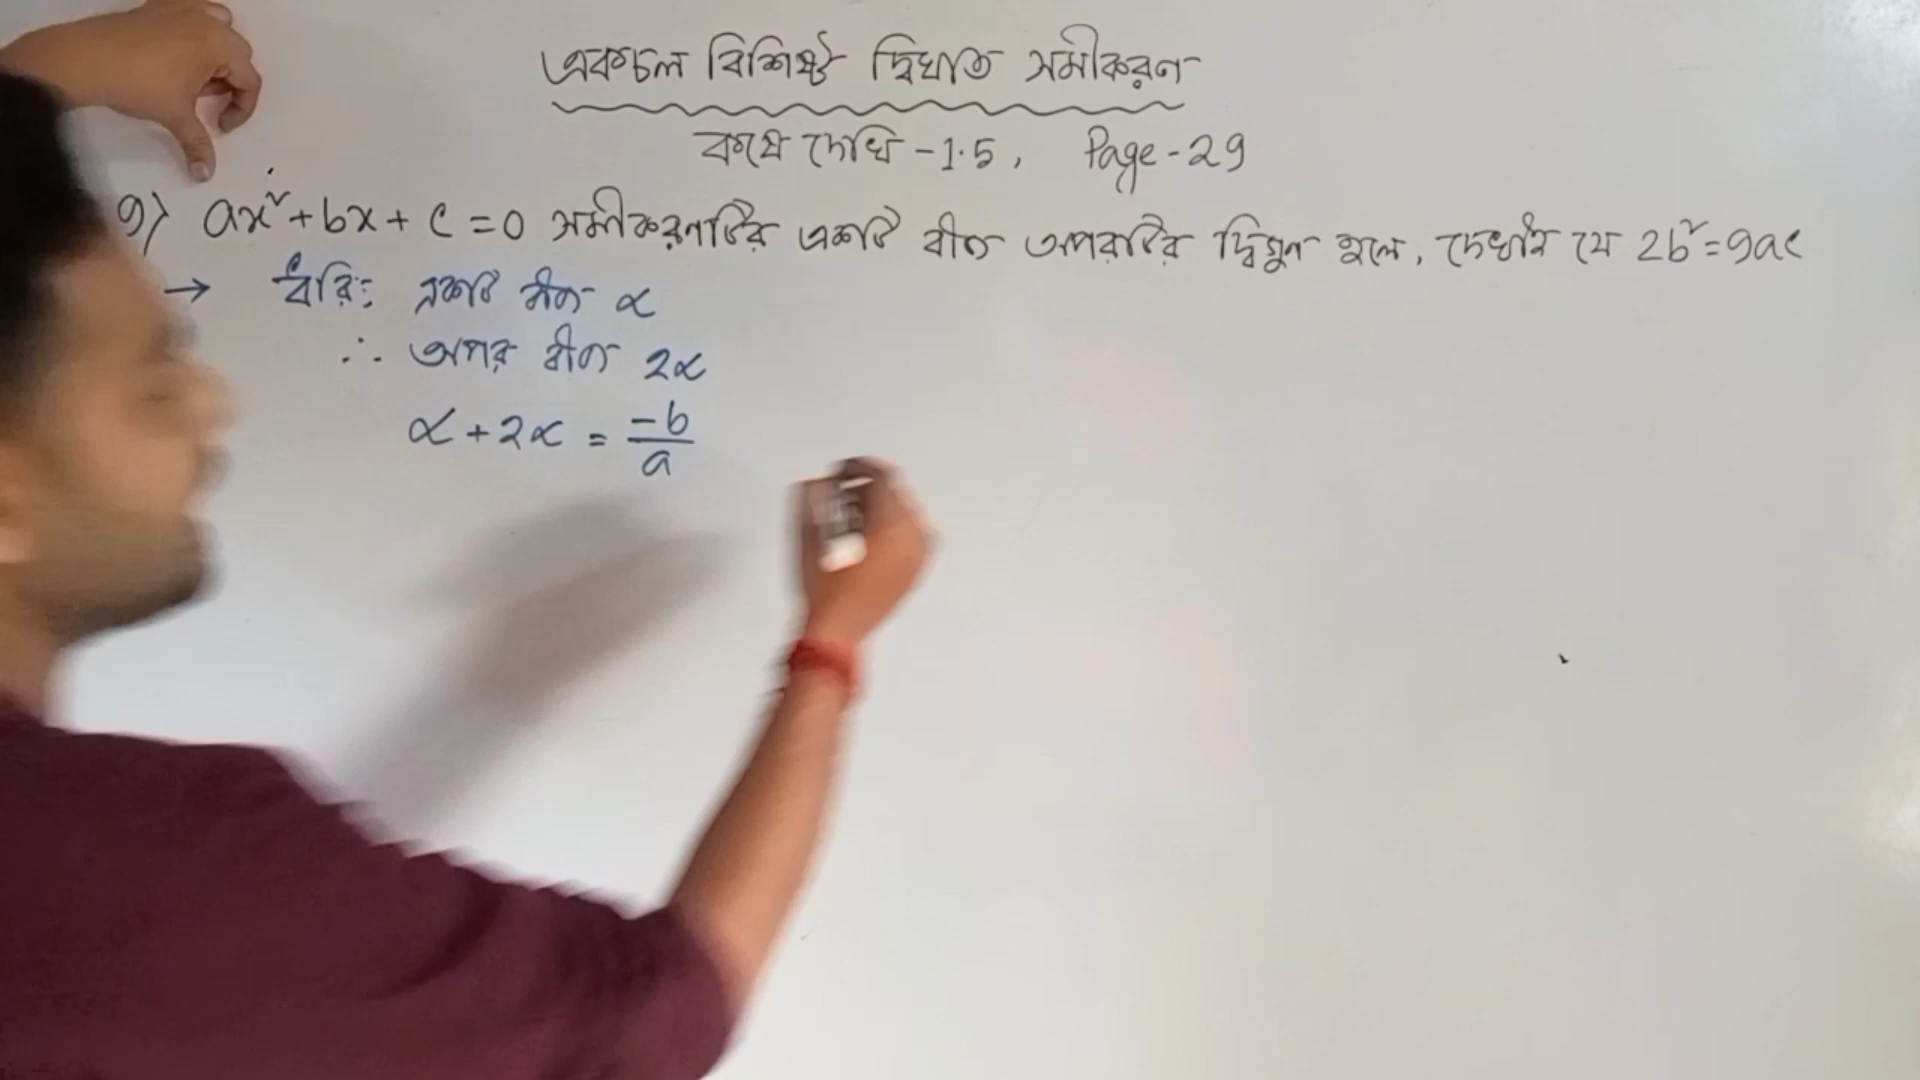 একচল বিশিষ্ট দ্বিঘাত সমীকরণ
কষে দেখি -1.5, Page-29
9) ax²+bx+c=0 সমীকরণটির একটি বীজ অপরটির দ্বিগুন হলে, দেখাই যে 2b²=9ac
→ ধরি: একটি বীজ α
∴ অপর বীজ 2α
α+2α = -b/a